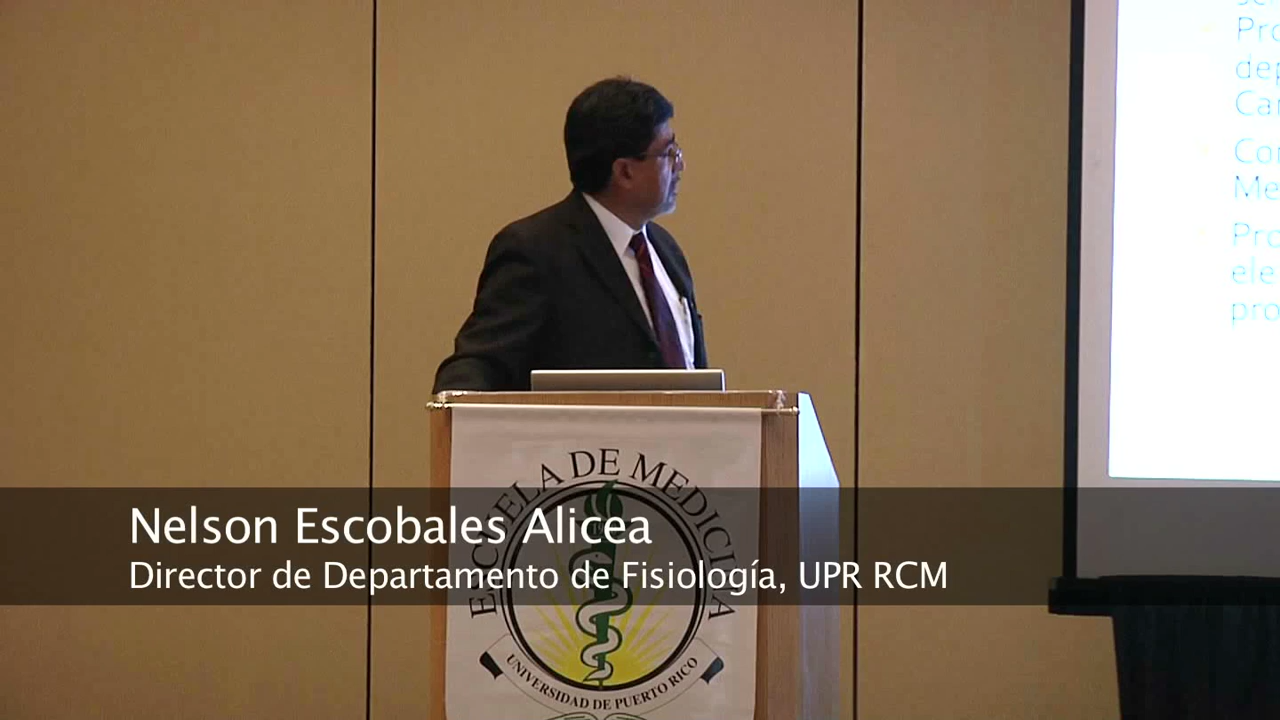 Nelson Escobales Alicea
Director de Departamento de Fisiología, UPR RCM
ESCUELA DE MEDICINA
UNIVERSIDAD DE PUERTO RICO